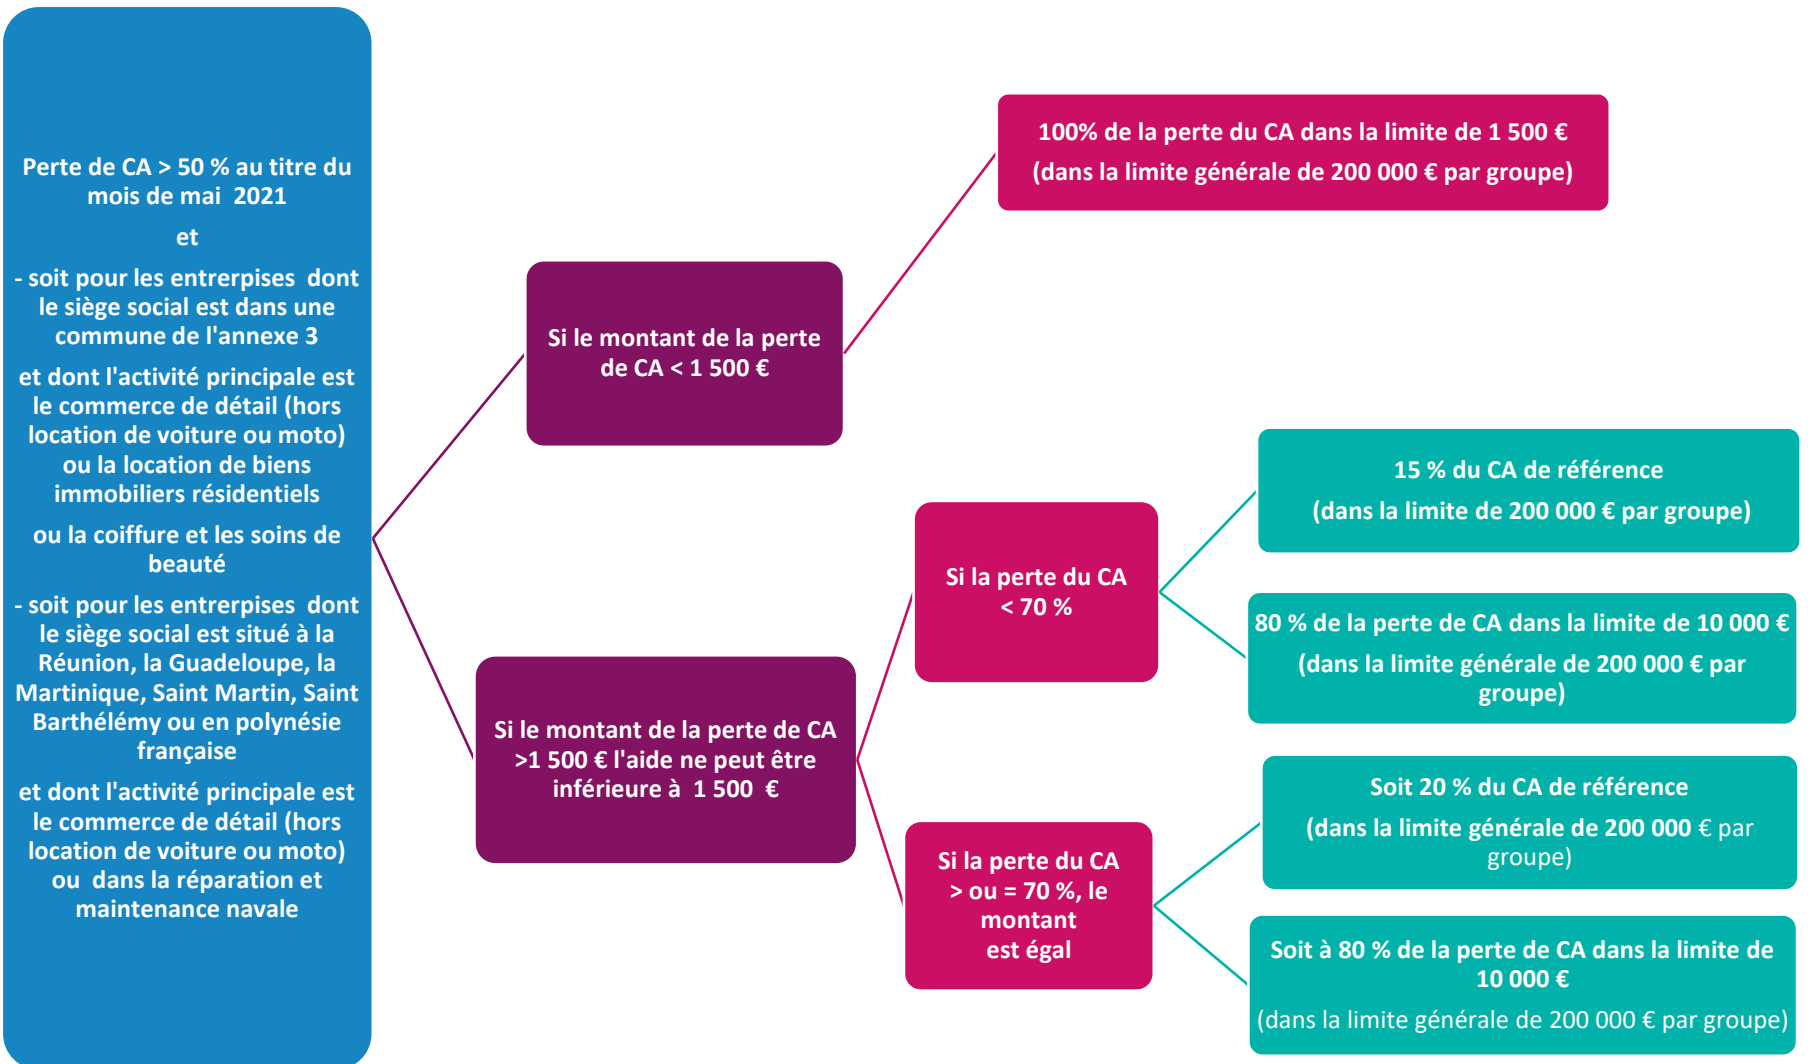 Perte de CA > 50 % au titre du
mois de mai  2021
et
- soit pour les entrerpises  dont
le siège social est dans une
commune de l'annexe 3
et dont l'activité principale est
le commerce de détail (hors
location de voiture ou moto)
ou la location de biens
immobiliers résidentiels
ou la coiffure et les soins de
beauté
- soit pour les entrerpises  dont
le siège social est situé à la
Réunion, la Guadeloupe, la
Martinique, Saint Martin, Saint
Barthélémy ou en polynésie
française
et dont l'activité principale est
le commerce de détail (hors
location de voiture ou moto)
ou  dans la réparation et
maintenance navale
Si le montant de la perte
de CA < 1 500 €
100% de la perte du CA dans la limite de 1 500 €
(dans la limite générale de 200 000 € par groupe)
Si le montant de la perte de CA
>1 500 € l'aide ne peut être
inférieure à  1 500  €
Si la perte du CA
< 70 %
15 % du CA de référence
(dans la limite de 200 000 € par groupe)
80 % de la perte de CA dans la limite de 10 000 €
(dans la limite générale de 200 000 € par
groupe)
Si la perte du CA
> ou = 70 %, le
montant
est égal
Soit 20 % du CA de référence
(dans la limite générale de 200 000 € par
groupe)
Soit à 80 % de la perte de CA dans la limite de
10 000 €
(dans la limite générale de 200 000 € par groupe)